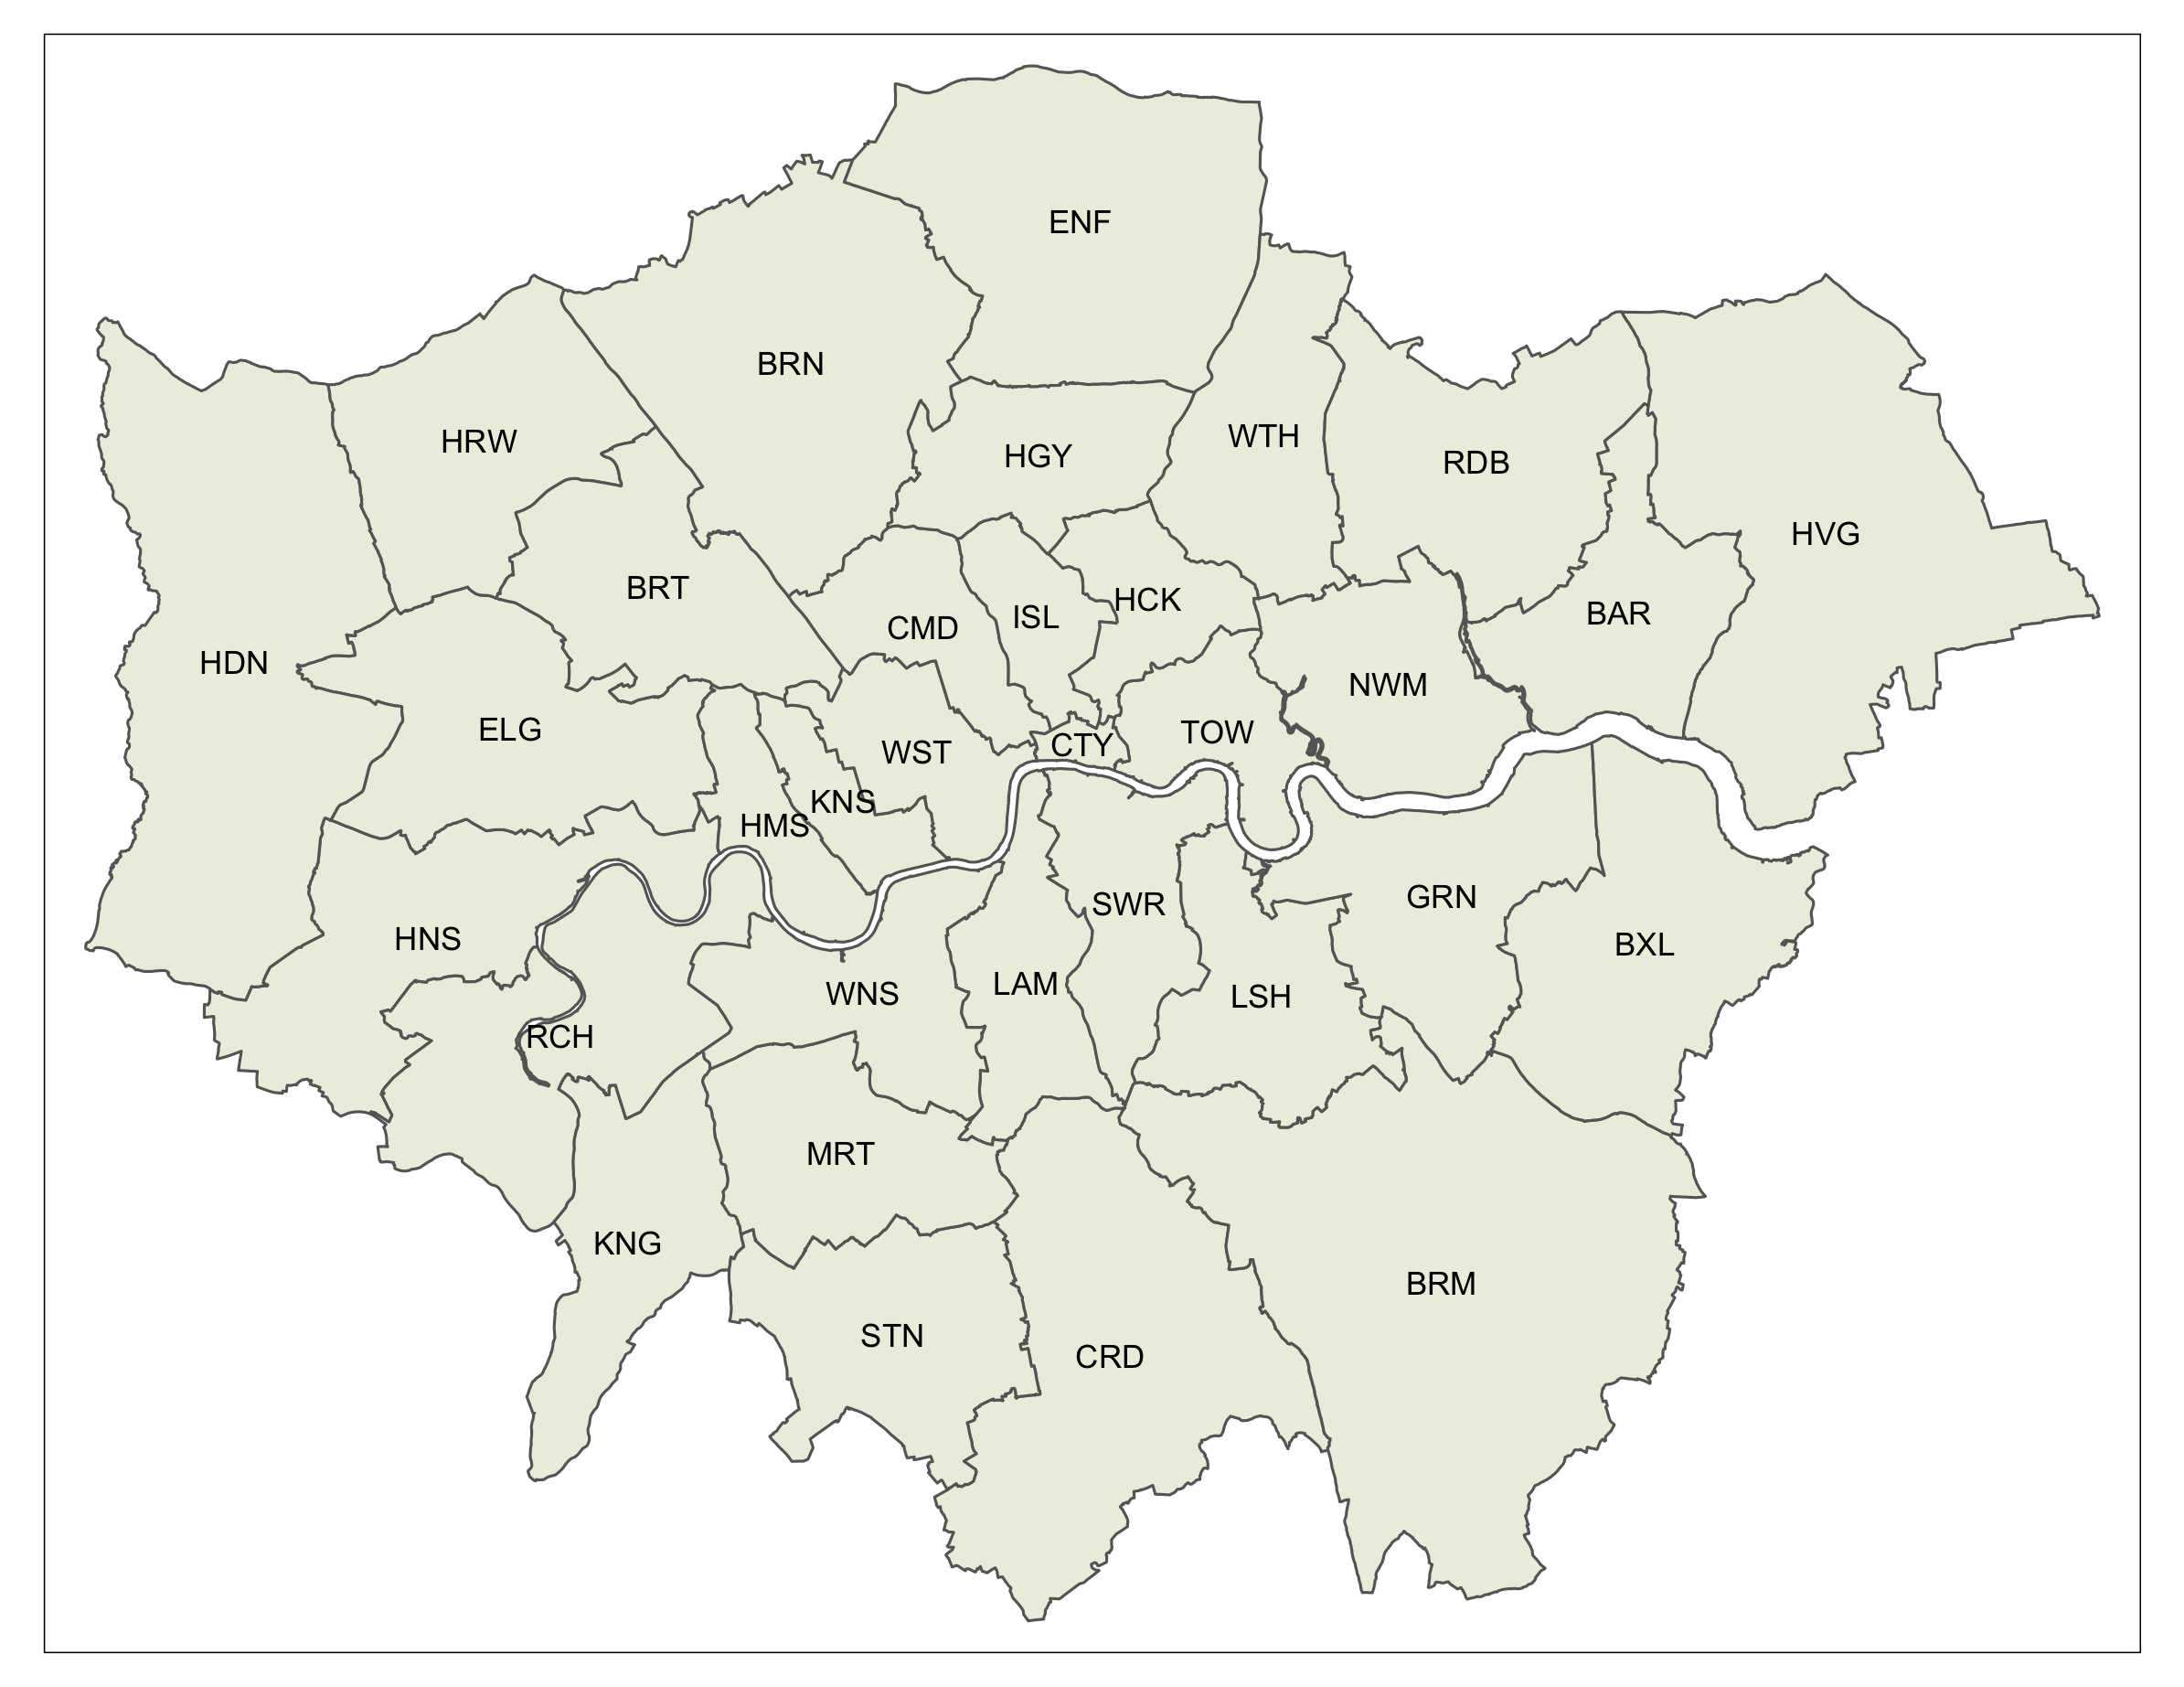 ENF
BRN
HRW
WTH
HGY
RDB
HVG
BRT
HCK
BAR
ISL
CMD
HDN
NWM
ELG
TOW
CTY
WST
KNS
HMS
GRN
SWR
HNS
BXL
LAM
WNS
LSH
RCH
MRT
KNG
BRM
STN
CRD